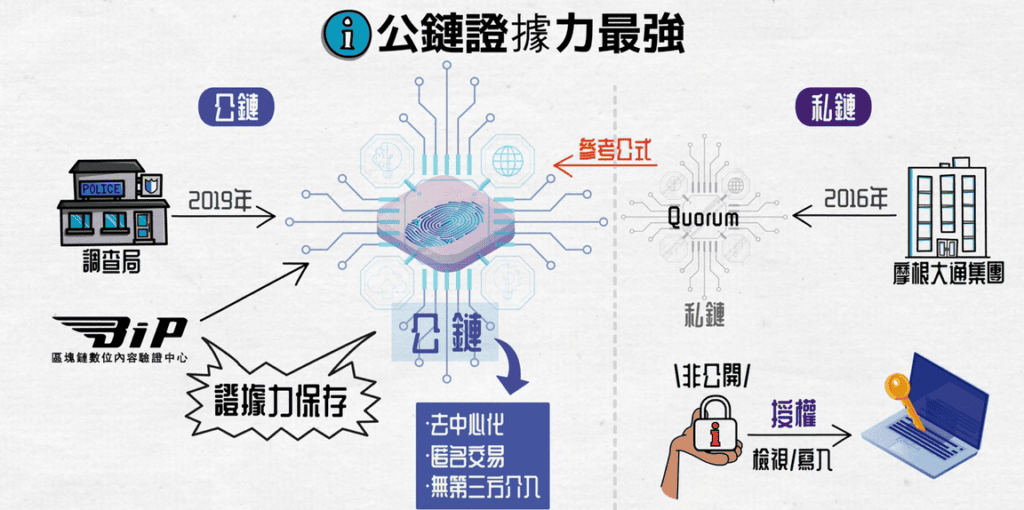 i 公鏈證據力最強
公鏈
POLICE
調查局
2019年
BiP
區塊鏈數位內容驗證中心
證據力保存
公鏈
·去中心化
·匿名交易
·無第三方介入
參考公式
私鏈
Quorum
私鏈
2016年
摩根大通集團
\非公開/
i
授權
檢視/寫入